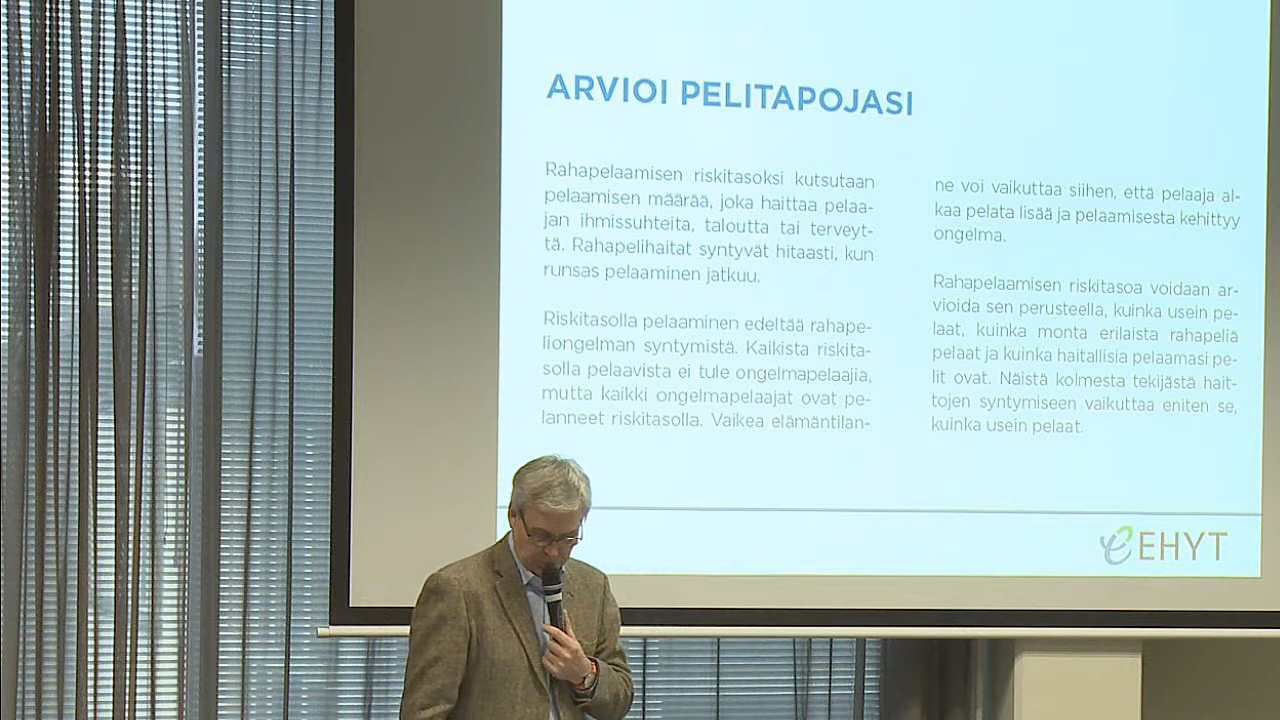 ARVIOI PELITAPOJASI
Rahapelaamisen riskitasoksi kutsutaan
pelaamisen määrää, joka haittaa pelaa-
jan ihmissuhteita, taloutta tai terveyt-
tä. Rahapelihaitat syntyvät hitaasti, kun
runsas pelaaminen jatkuu.
Riskitasolla pelaaminen edeltää rahape-
liongelman syntymistä. Kaikista riskita-
solla pelaavista ei tule ongelmapelaajia,
mutta kaikki ongelmapelaajat ovat pe-
lanneet riskitasolla. Vaikea elämäntilan-
ne voi vaikuttaa siihen, että pelaaja al-
kaa pelata lisää ja pelaamisesta kehittyy
ongelma.
Rahapelaamisen riskitasoa voidaan ar-
vioida sen perusteella, kuinka usein pe-
laat, kuinka monta erilaista rahapeliä
pelaat ja kuinka haitallisia pelaamasi pe-
lit ovat. Näistä kolmesta tekijästä hait-
tojen syntymiseen vaikuttaa eniten se,
kuinka usein pelaat.
EHYT